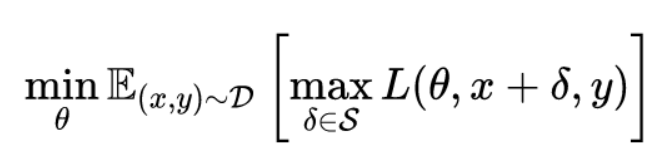 min_θ 𝔼_{(x,y)∼𝒟} [ max_{δ∈𝒮} L(θ, x + δ, y) ]